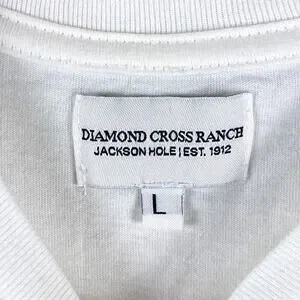 DIAMOND CROSS RANCH
JACKSON HOLE | EST. 1912
L